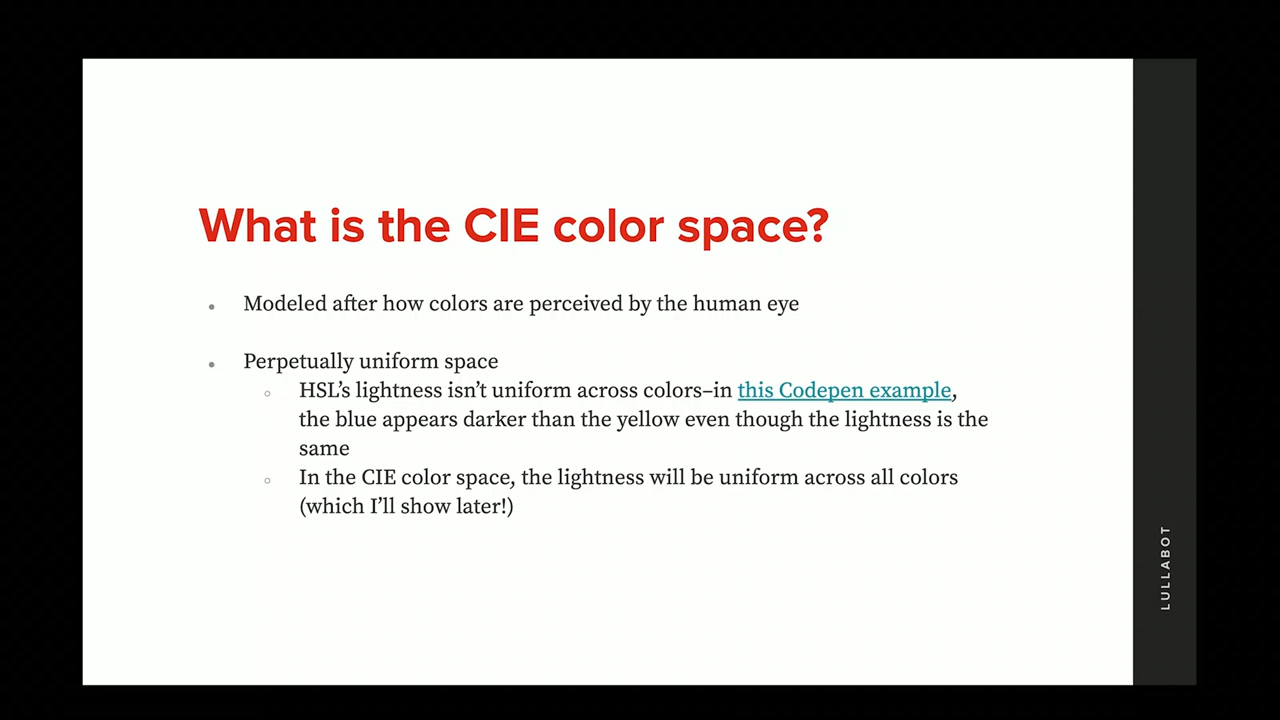 What is the CIE color space?
• Modeled after how colors are perceived by the human eye
• Perpetually uniform space
○ HSL’s lightness isn’t uniform across colors–in this Codepen example,
the blue appears darker than the yellow even though the lightness is the
same
○ In the CIE color space, the lightness will be uniform across all colors
(which I’ll show later!)
LULLABOT